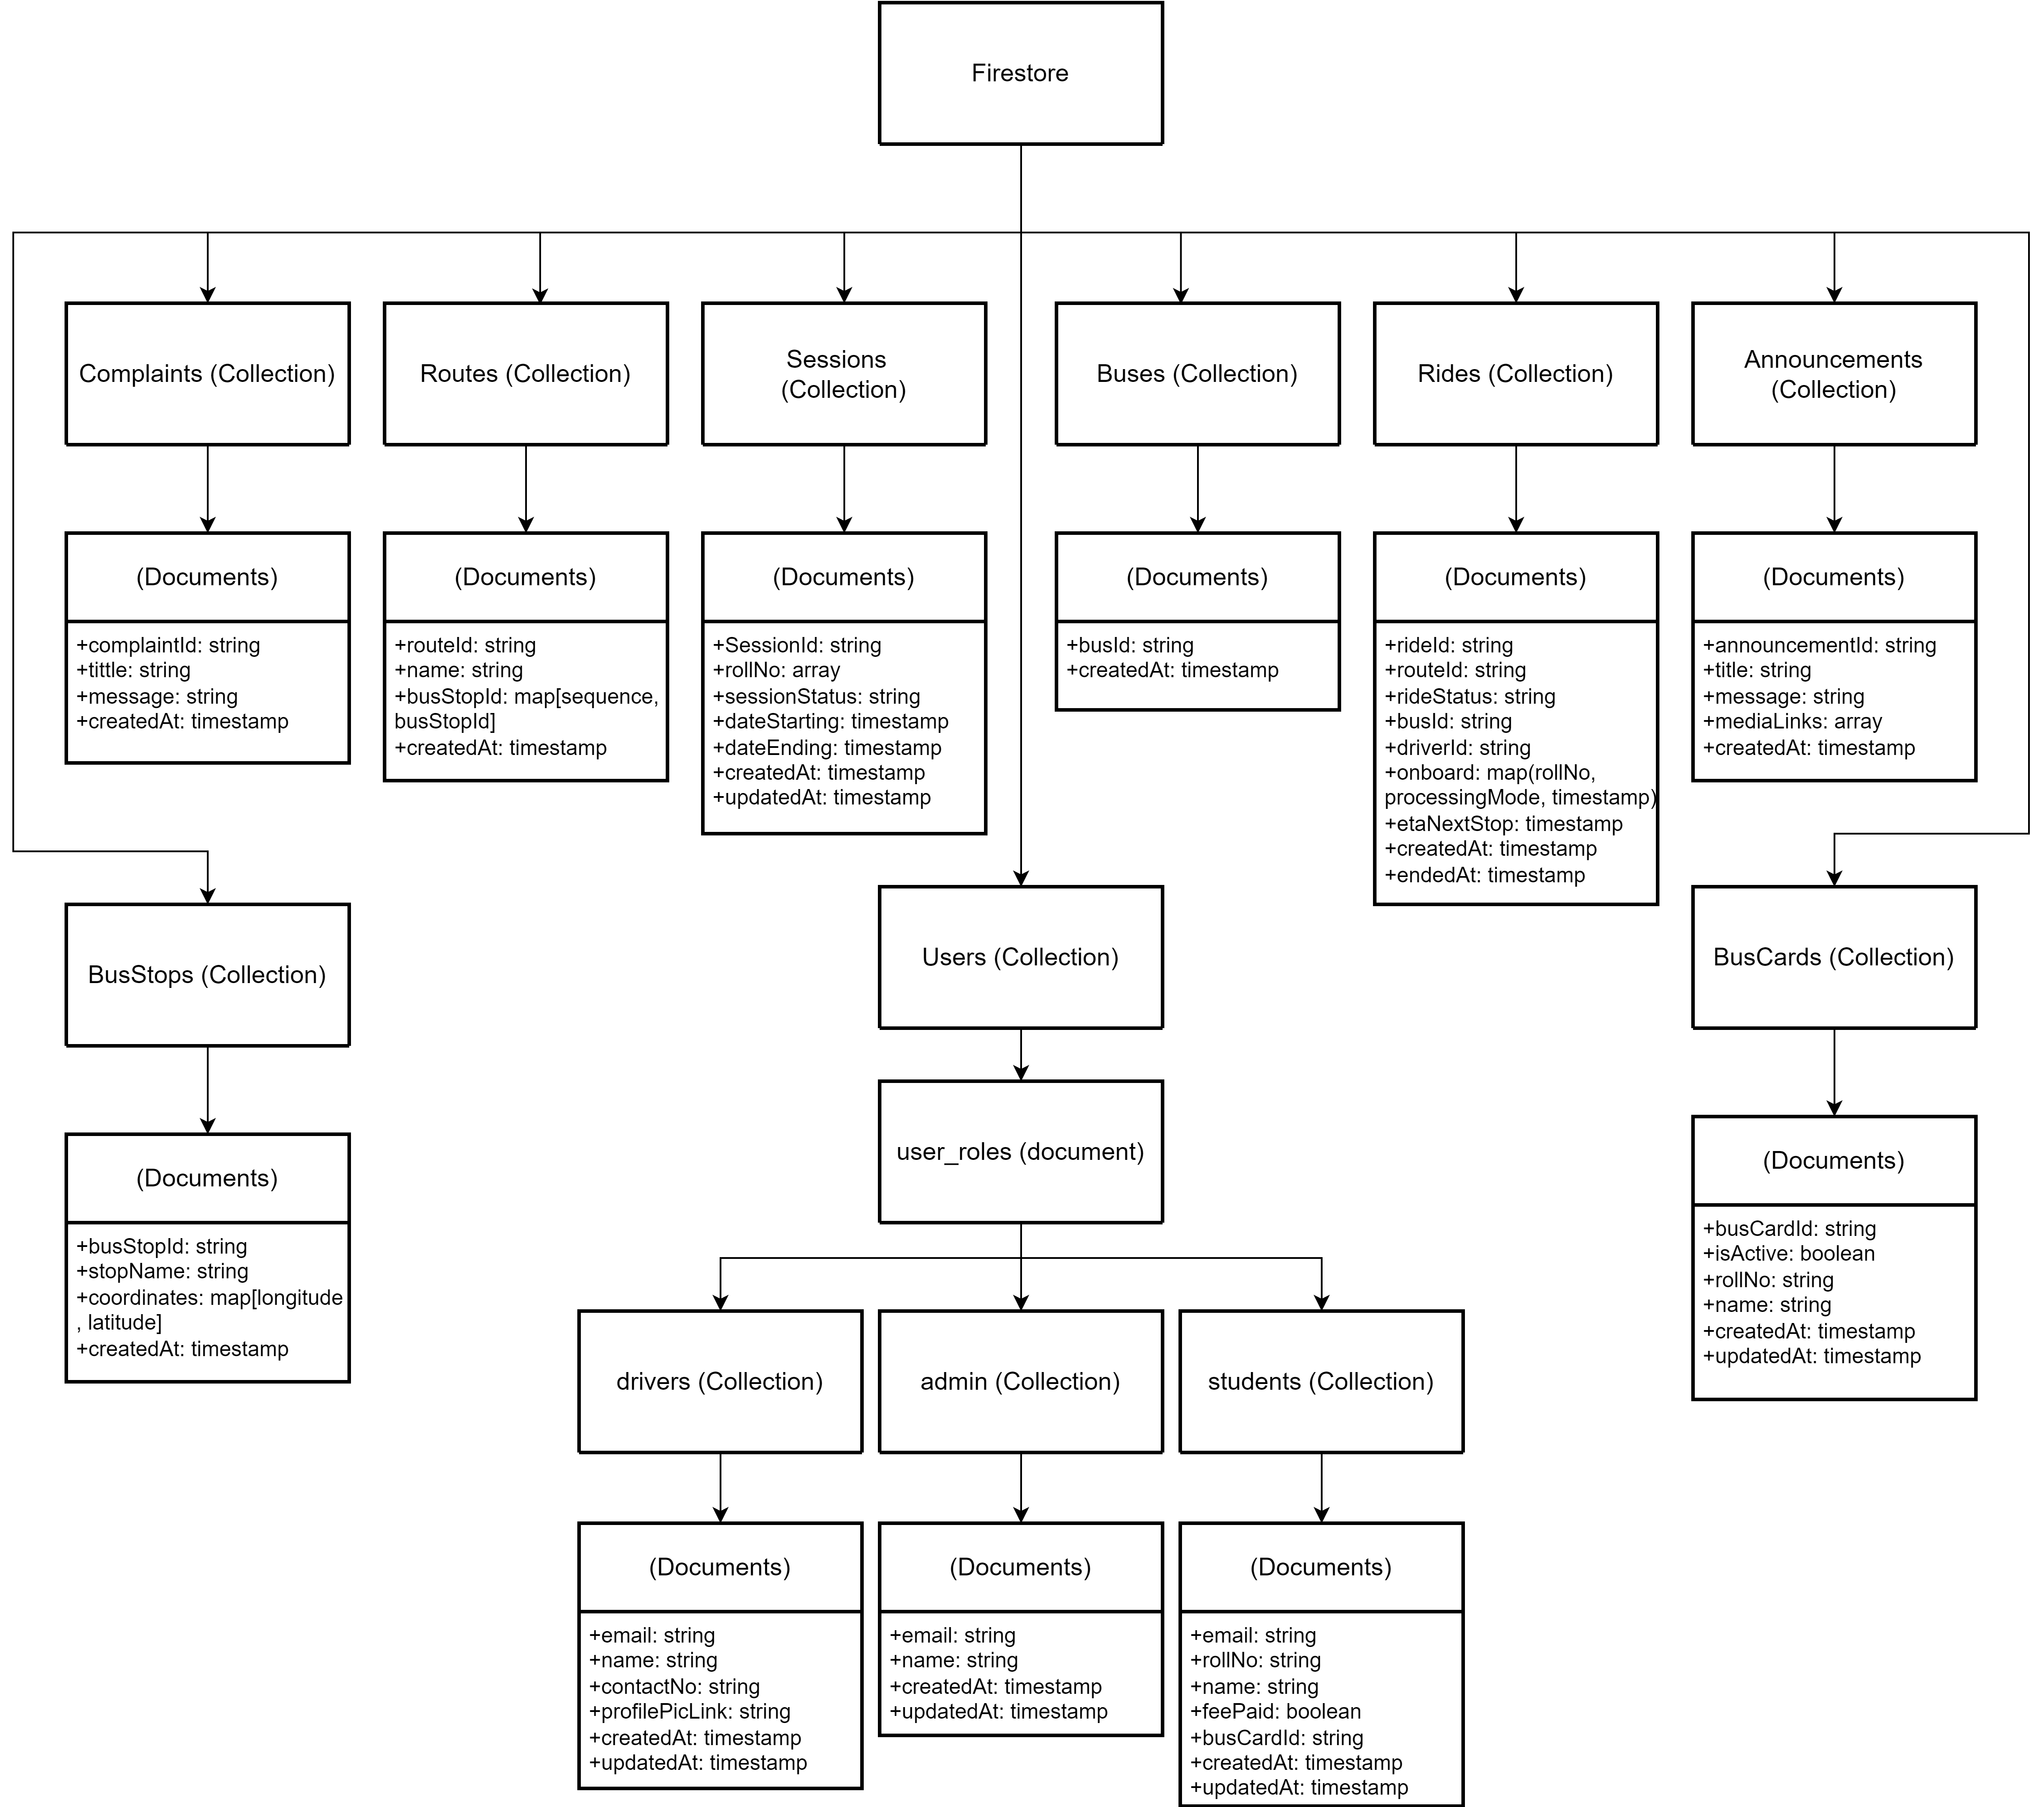 Firestore
Complaints (Collection)
Routes (Collection)
Sessions
(Collection)
Buses (Collection)
Rides (Collection)
Announcements
(Collection)
(Documents)
+complaintId: string
+tittle: string
+message: string
+createdAt: timestamp
(Documents)
+routeId: string
+name: string
+busStopId: map[sequence,
busStopId]
+createdAt: timestamp
(Documents)
+SessionId: string
+rollNo: array
+sessionStatus: string
+dateStarting: timestamp
+dateEnding: timestamp
+createdAt: timestamp
+updatedAt: timestamp
(Documents)
+busId: string
+createdAt: timestamp
(Documents)
+rideId: string
+routeId: string
+rideStatus: string
+busId: string
+driverId: string
+onboard: map(rollNo,
processingMode, timestamp)
+etaNextStop: timestamp
+createdAt: timestamp
+endedAt: timestamp
(Documents)
+announcementId: string
+title: string
+message: string
+mediaLinks: array
+createdAt: timestamp
BusStops (Collection)
Users (Collection)
BusCards (Collection)
(Documents)
+busStopId: string
+stopName: string
+coordinates: map[longitude
, latitude]
+createdAt: timestamp
user_roles (document)
(Documents)
+busCardId: string
+isActive: boolean
+rollNo: string
+name: string
+createdAt: timestamp
+updatedAt: timestamp
drivers (Collection)
admin (Collection)
students (Collection)
(Documents)
+email: string
+name: string
+contactNo: string
+profilePicLink: string
+createdAt: timestamp
+updatedAt: timestamp
(Documents)
+email: string
+name: string
+createdAt: timestamp
+updatedAt: timestamp
(Documents)
+email: string
+rollNo: string
+name: string
+feePaid: boolean
+busCardId: string
+createdAt: timestamp
+updatedAt: timestamp